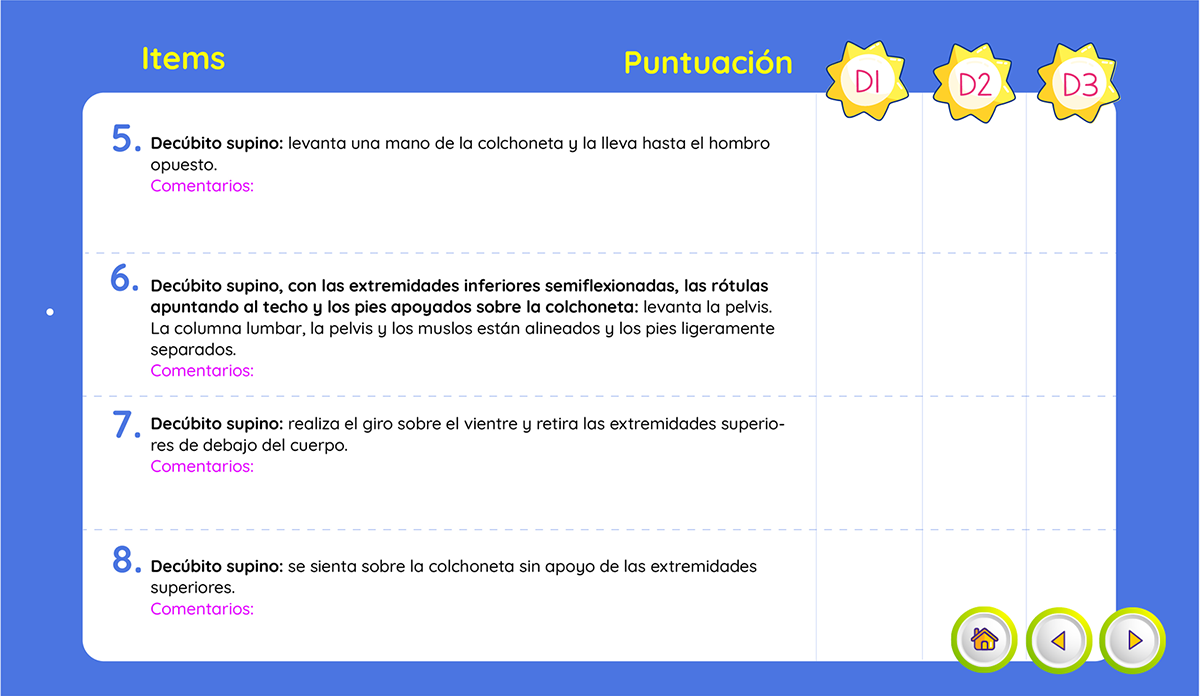 Items
Puntuación
D1
D2
D3
5. Decúbito supino: levanta una mano de la colchoneta y la lleva hasta el hombro
opuesto.
Comentarios:
6. Decúbito supino, con las extremidades inferiores semiflexionadas, las rótulas
apuntando al techo y los pies apoyados sobre la colchoneta: levanta la pelvis.
La columna lumbar, la pelvis y los muslos están alineados y los pies ligeramente
separados.
Comentarios:
7. Decúbito supino: realiza el giro sobre el vientre y retira las extremidades superio-
res de debajo del cuerpo.
Comentarios:
8. Decúbito supino: se sienta sobre la colchoneta sin apoyo de las extremidades
superiores.
Comentarios: